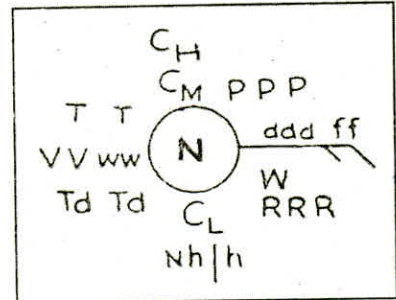 CH
CM PPP
T T ddd ff
VV ww N
W
Td Td RRR
CL
Nh|h